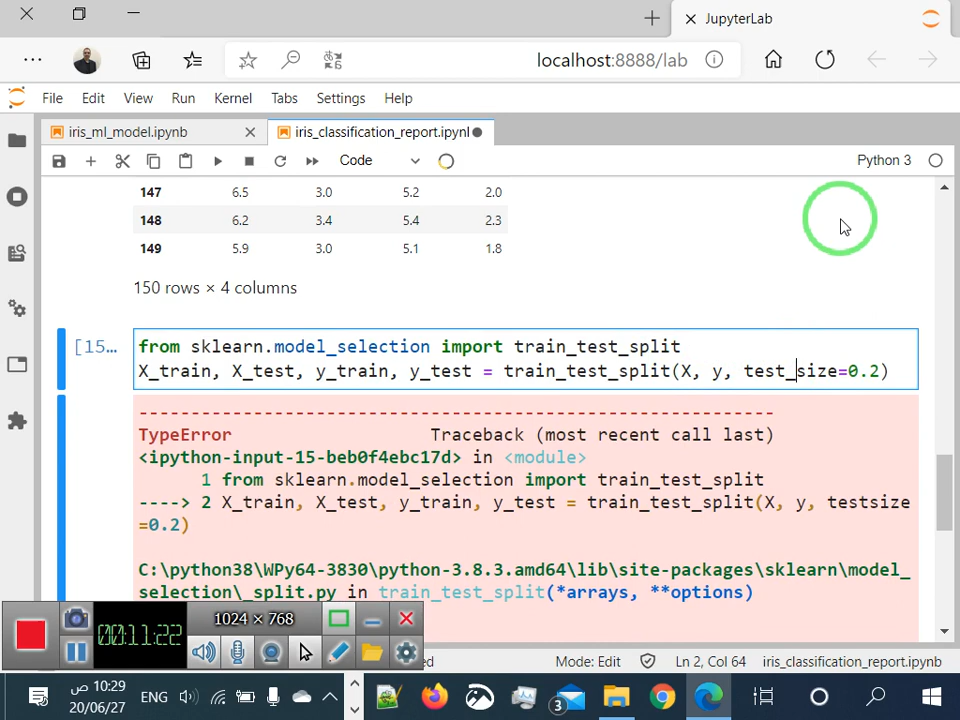 JupyterLab
localhost:8888/lab
File Edit View Run Kernel Tabs Settings Help
iris_ml_model.ipynb
iris_classification_report.ipynl
Code
Python 3
147 6.5 3.0 5.2 2.0
148 6.2 3.4 5.4 2.3
149 5.9 3.0 5.1 1.8
150 rows × 4 columns
[15…
from sklearn.model_selection import train_test_split
X_train, X_test, y_train, y_test = train_test_split(X, y, test_size=0.2)
---------------------------------------------------------------------------
TypeError Traceback (most recent call last)
<ipython-input-15-beb0f4ebc17d> in <module>
1 from sklearn.model_selection import train_test_split
----> 2 X_train, X_test, y_train, y_test = train_test_split(X, y, testsize
=0.2)
C:\python38\WPy64-3830\python-3.8.3.amd64\lib\site-packages\sklearn\model_
selection\_split.py in train_test_split(*arrays, **options)
1024 * 768
00:11:22
Mode: Edit
Ln 2, Col 64
iris_classification_report.ipynb
10:29 ص
20/06/27
ENG
3